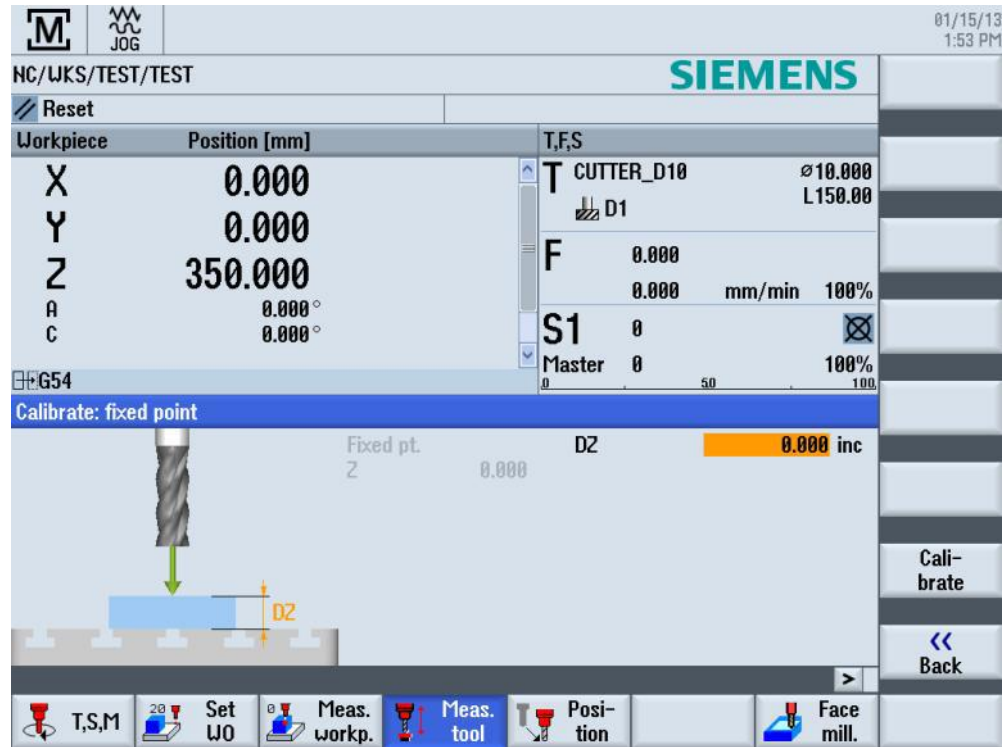 M
JOG
01/15/13
1:53 PM
NC/WKS/TEST/TEST
SIEMENS
Reset
Workpiece Position [mm]
T,F,S
X 0.000
Y 0.000
Z 350.000
A 0.000°
C 0.000°
G54
T CUTTER_D10 ø10.000
L150.00
D1
F 0.000
0.000 mm/min 100%
S1 0
Master 0 100%
.0 . 50 . 100.
Calibrate: fixed point
Fixed pt.
Z 0.000
DZ 0.000 inc
DZ
Cali-
brate
<<
Back
>
T,S,M
20
Set
WO
0
Meas.
workp.
Meas.
tool
Posi-
tion
Face
mill.